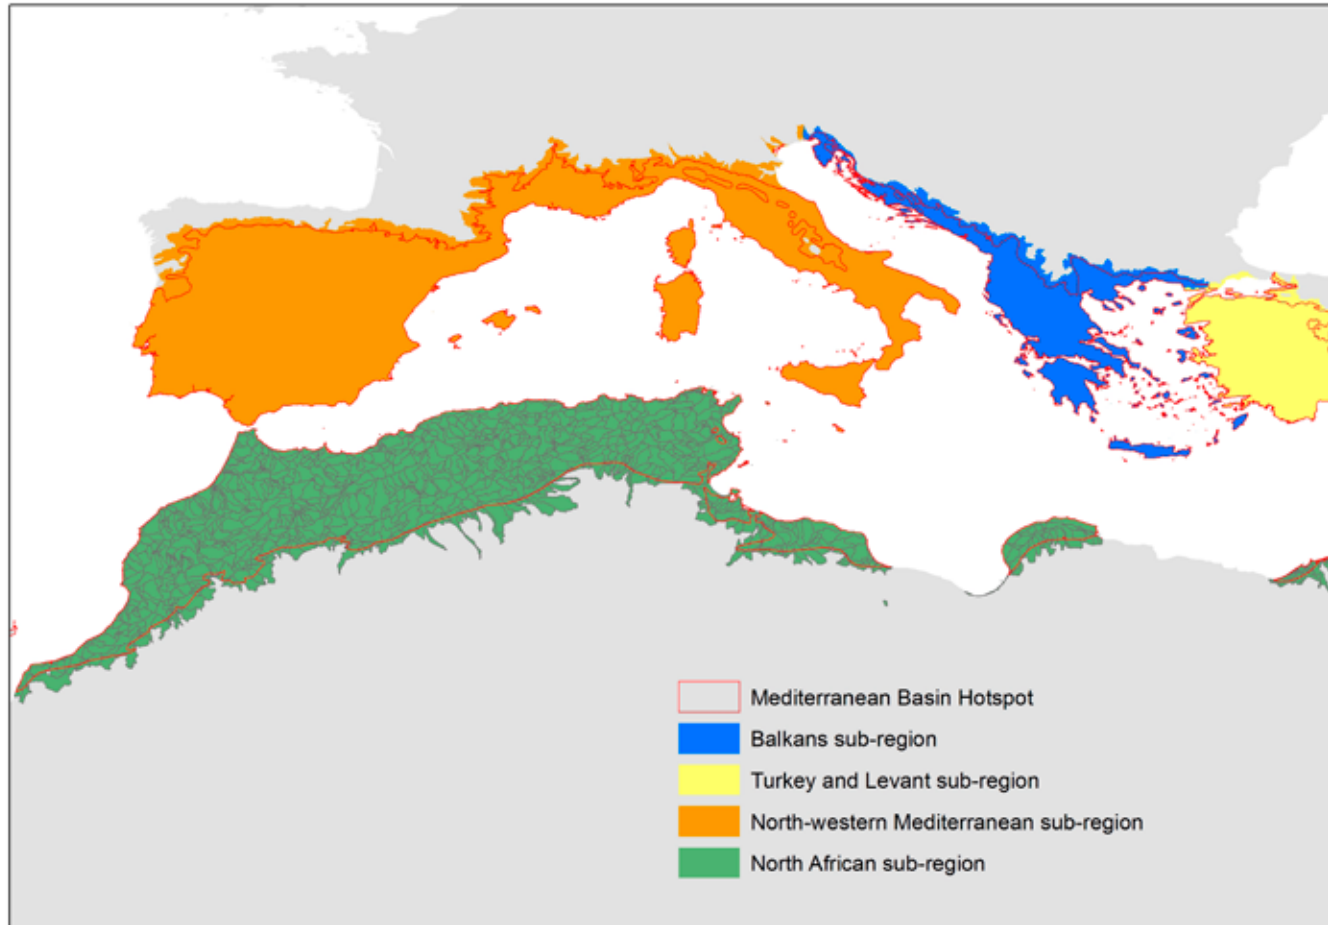 Mediterranean Basin Hotspot
Balkans sub-region
Turkey and Levant sub-region
North-western Mediterranean sub-region
North African sub-region